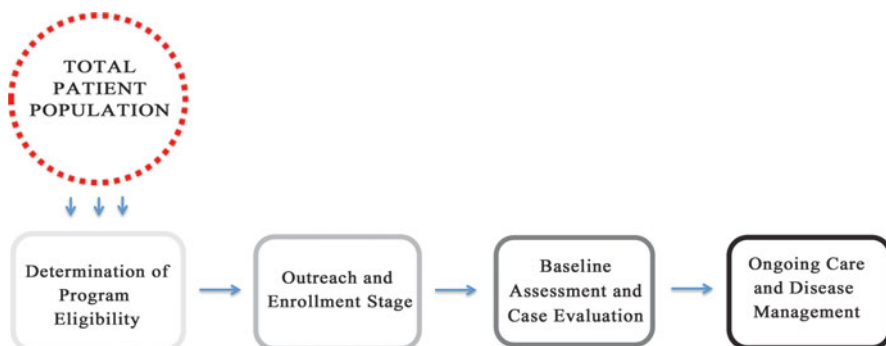 TOTAL
PATIENT
POPULATION
Determination of
Program
Eligibility
Outreach and
Enrollment Stage
Baseline
Assessment and
Case Evaluation
Ongoing Care
and Disease
Management